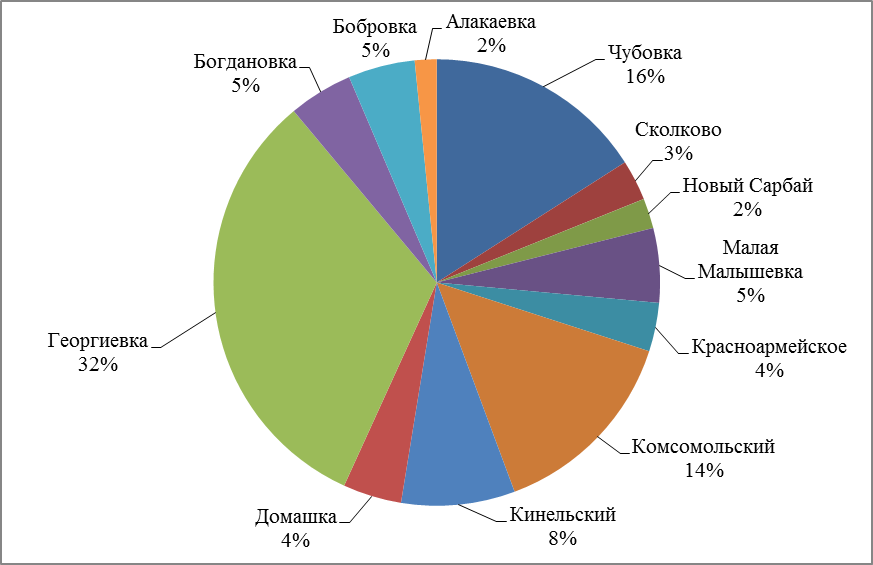 Алакаевка
2%
Чубовка
16%
Сколково
3%
Новый Сарбай
2%
Малая
Малышевка
5%
Красноармейское
4%
Комсомольский
14%
Кинельский
8%
Домашка
4%
Георгиевка
32%
Богдановка
5%
Бобровка
5%